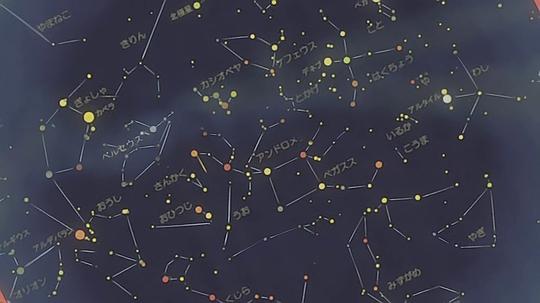 やまねこ
きりん
北極星
ケフェウス
カシオペヤ
とかげ
デネブ
はくちょう
こと
や
わし
アルタイル
いるか
こうま
ぎょしゃ
カペラ
ペルセウス
アンドロメ
ペガスス
さんかく
おひつじ
うお
おうし
アルデバラン
オリオン
くじら
みずがめ
やぎ